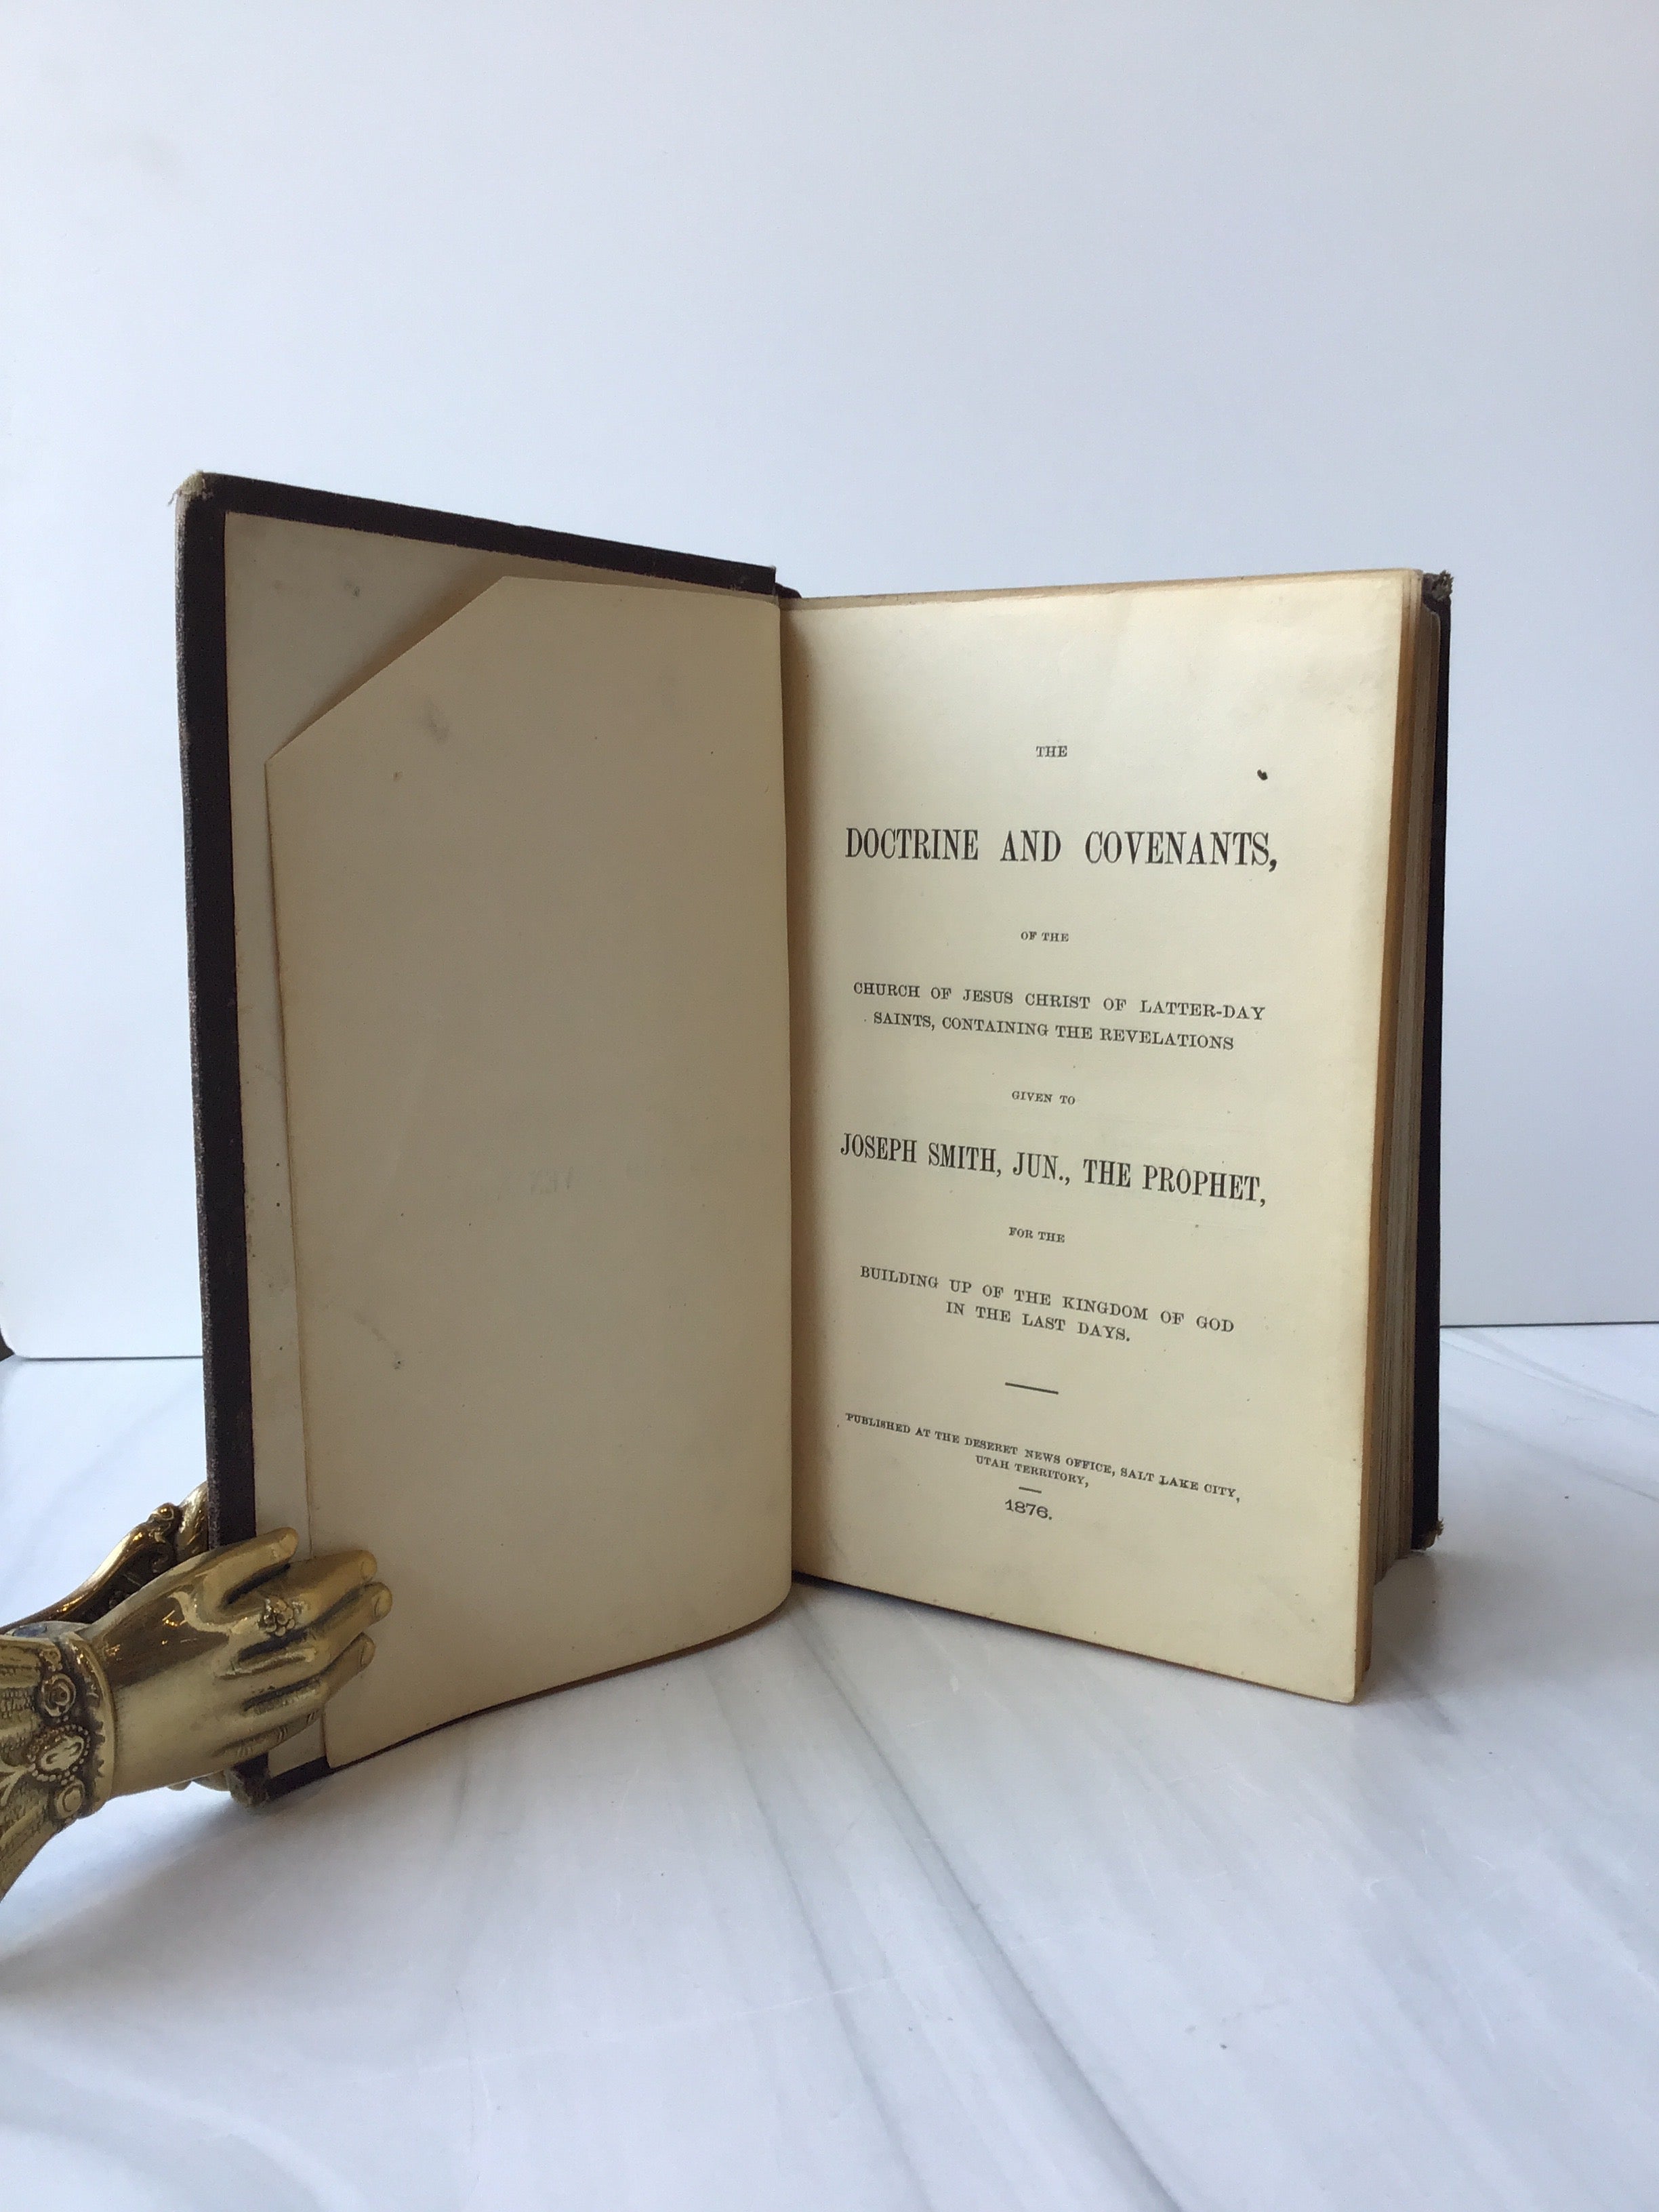 THE
DOCTRINE AND COVENANTS,
OF THE
CHURCH OF JESUS CHRIST OF LATTER-DAY
SAINTS, CONTAINING THE REVELATIONS
GIVEN TO
JOSEPH SMITH, JUN., THE PROPHET,
FOR THE
BUILDING UP OF THE KINGDOM OF GOD
IN THE LAST DAYS.
PUBLISHED AT THE DESERET NEWS OFFICE, SALT LAKE CITY,
UTAH TERRITORY,
1876.